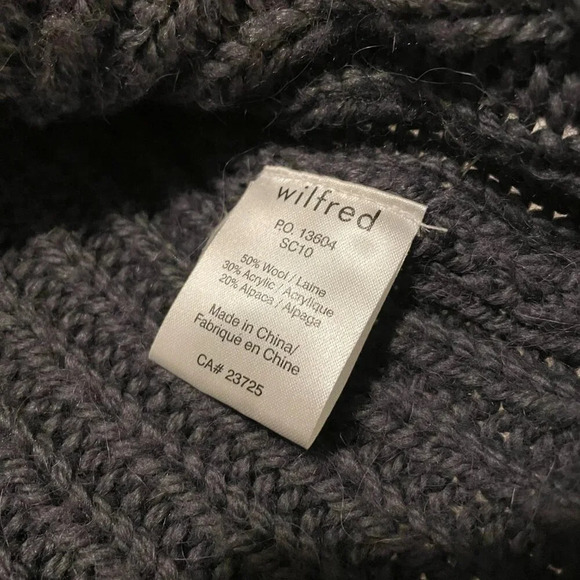 wilfred
P.O. 13604
SC10
50% Wool / Laine
30% Acrylic / Acrylique
20% Alpaca / Alpaga
Made in China/
Fabriqué en Chine
CA# 23725